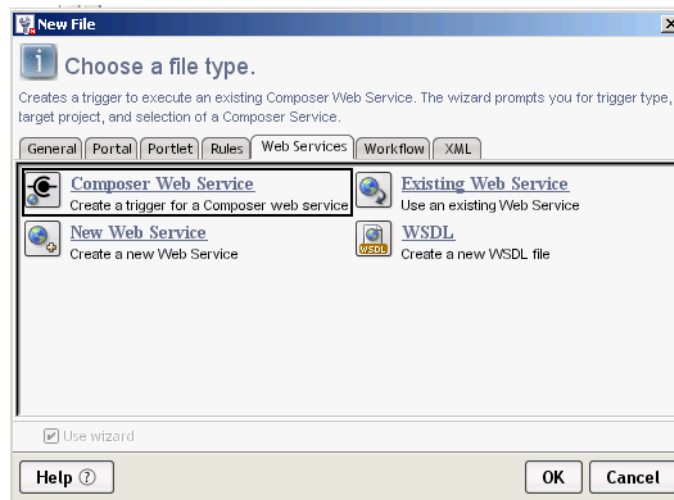 New File
Choose a file type.
Creates a trigger to execute an existing Composer Web Service. The wizard prompts you for trigger type,
target project, and selection of a Composer Service.
General Portal Portlet Rules Web Services Workflow XML
Composer Web Service
Create a trigger for a Composer web service
Existing Web Service
Use an existing Web Service
New Web Service
Create a new Web Service
WSDL
WSDL
Create a new WSDL file
Use wizard
Help ?
OK Cancel